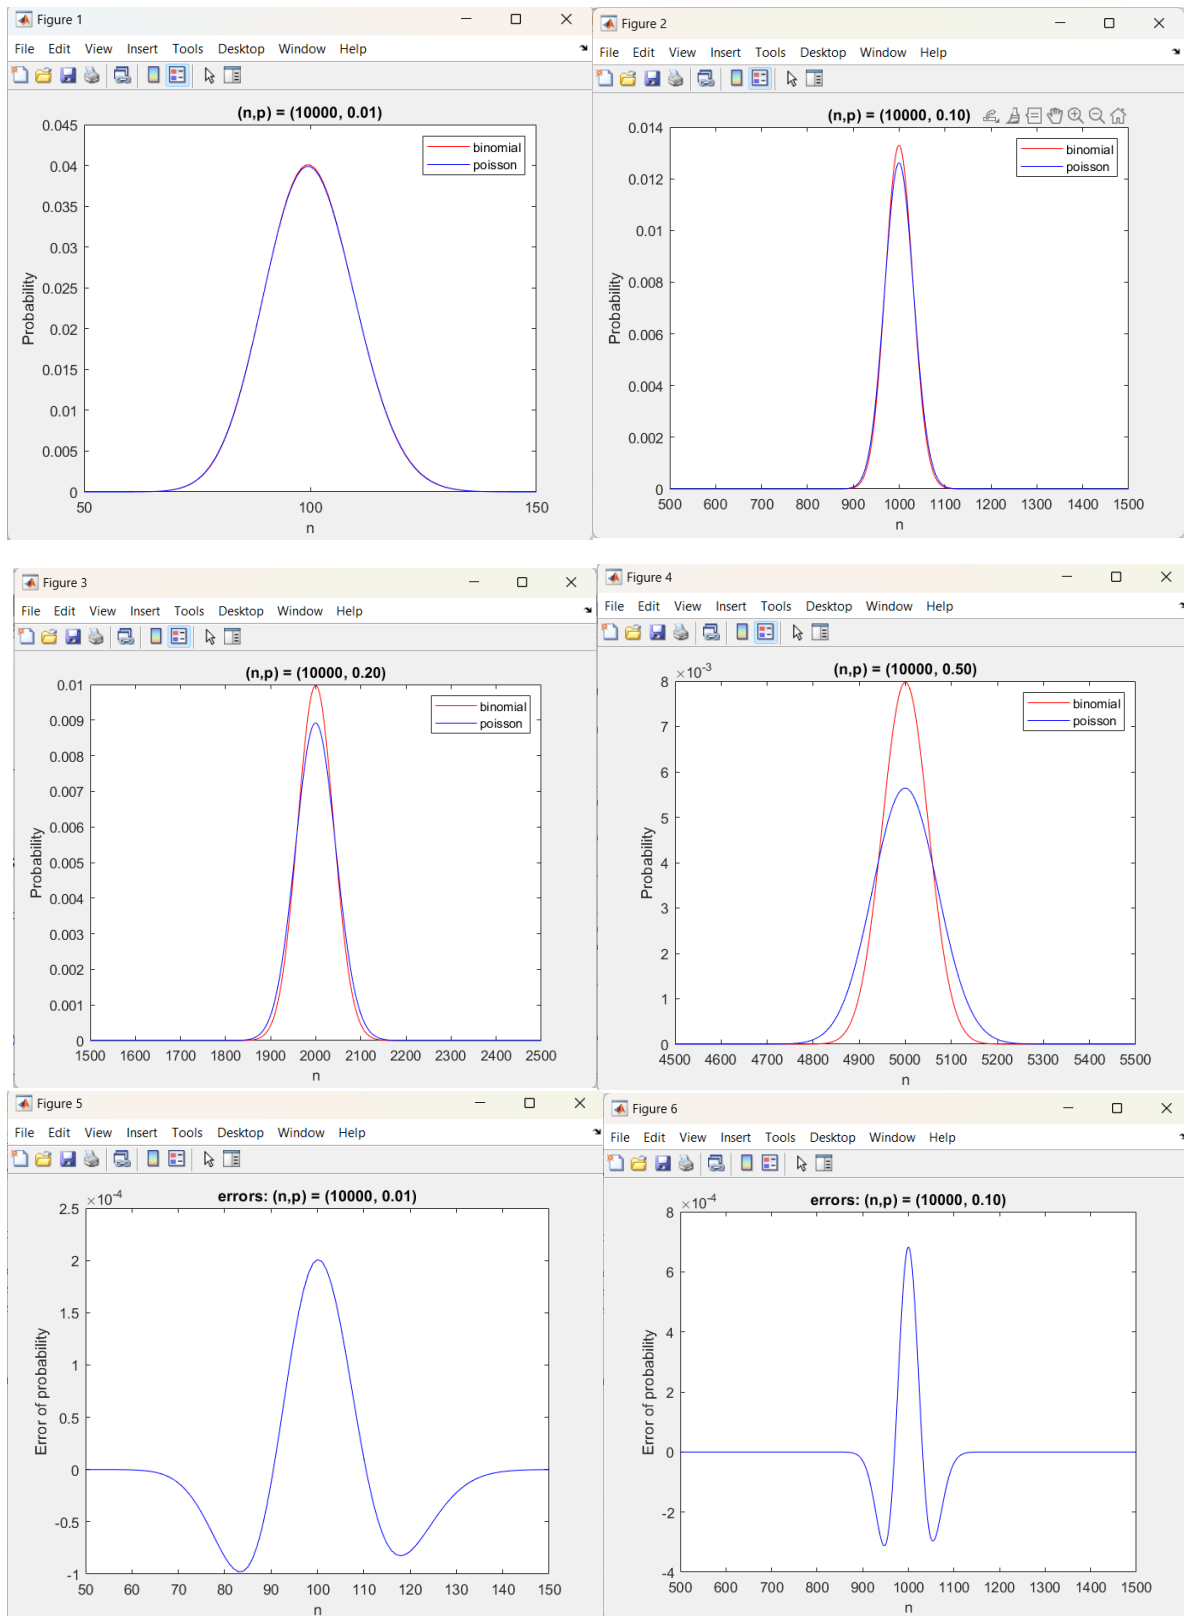 Figure 1
File Edit View Insert Tools Desktop Window Help
(n,p) = (10000, 0.01)
0.045
0.04
0.035
0.03
0.025
0.02
0.015
0.01
0.005
0
Probability
binomial
poisson
50 100 150
n
Figure 2
File Edit View Insert Tools Desktop Window Help
(n,p) = (10000, 0.10)
0.014
0.012
0.01
0.008
0.006
0.004
0.002
0
Probability
binomial
poisson
500 600 700 800 900 1000 1100 1200 1300 1400 1500
n
Figure 3
File Edit View Insert Tools Desktop Window Help
(n,p) = (10000, 0.20)
0.01
0.009
0.008
0.007
0.006
0.005
0.004
0.003
0.002
0.001
0
Probability
binomial
poisson
1500 1600 1700 1800 1900 2000 2100 2200 2300 2400 2500
n
Figure 4
File Edit View Insert Tools Desktop Window Help
×10⁻³
(n,p) = (10000, 0.50)
8
7
6
5
4
3
2
1
0
Probability
binomial
poisson
4500 4600 4700 4800 4900 5000 5100 5200 5300 5400 5500
n
Figure 5
File Edit View Insert Tools Desktop Window Help
×10⁻⁴
errors: (n,p) = (10000, 0.01)
2.5
2
1.5
1
0.5
0
-0.5
-1
Error of probability
50 60 70 80 90 100 110 120 130 140 150
n
Figure 6
File Edit View Insert Tools Desktop Window Help
×10⁻⁴
errors: (n,p) = (10000, 0.10)
8
6
4
2
0
-2
-4
Error of probability
500 600 700 800 900 1000 1100 1200 1300 1400 1500
n